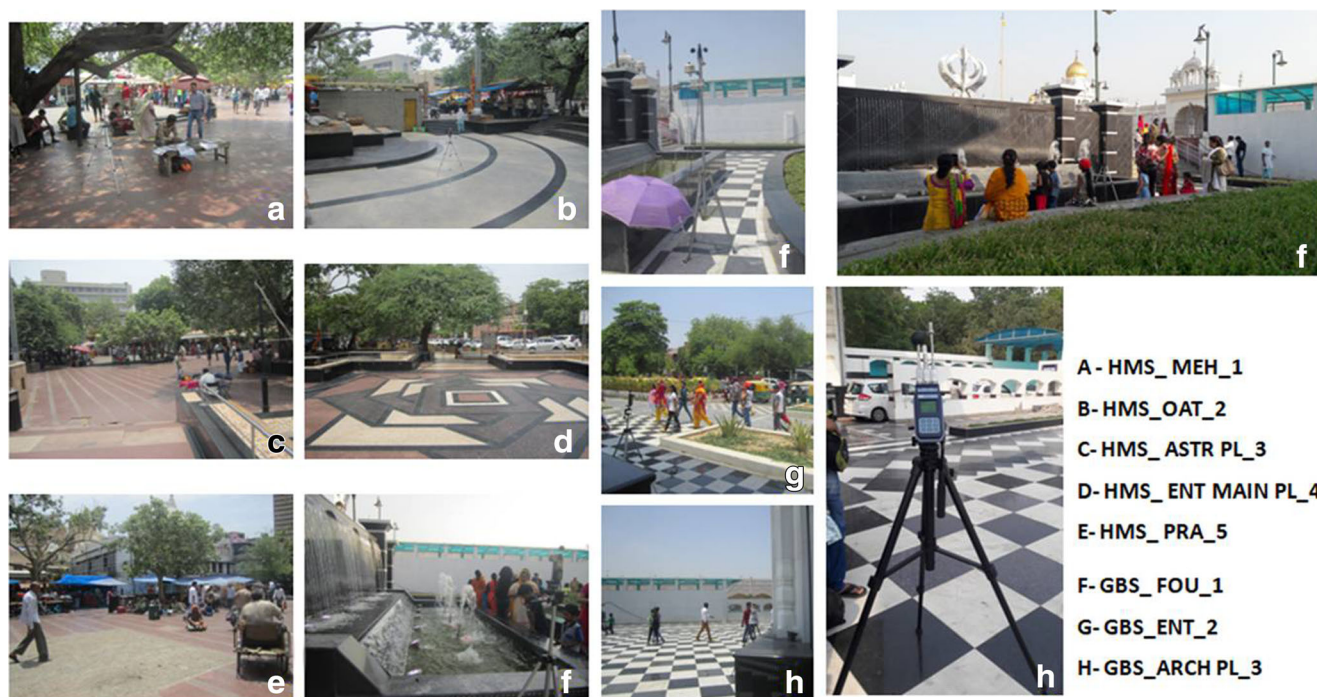 a
b
f
f
c
d
g
e
f
h
h
A - HMS_ MEH_1
B- HMS_OAT_2
C- HMS_ ASTR PL_3
D- HMS_ ENT MAIN PL_4
E- HMS_ PRA_5
F- GBS_ FOU_1
G- GBS_ENT_2
H- GBS_ARCH PL_3